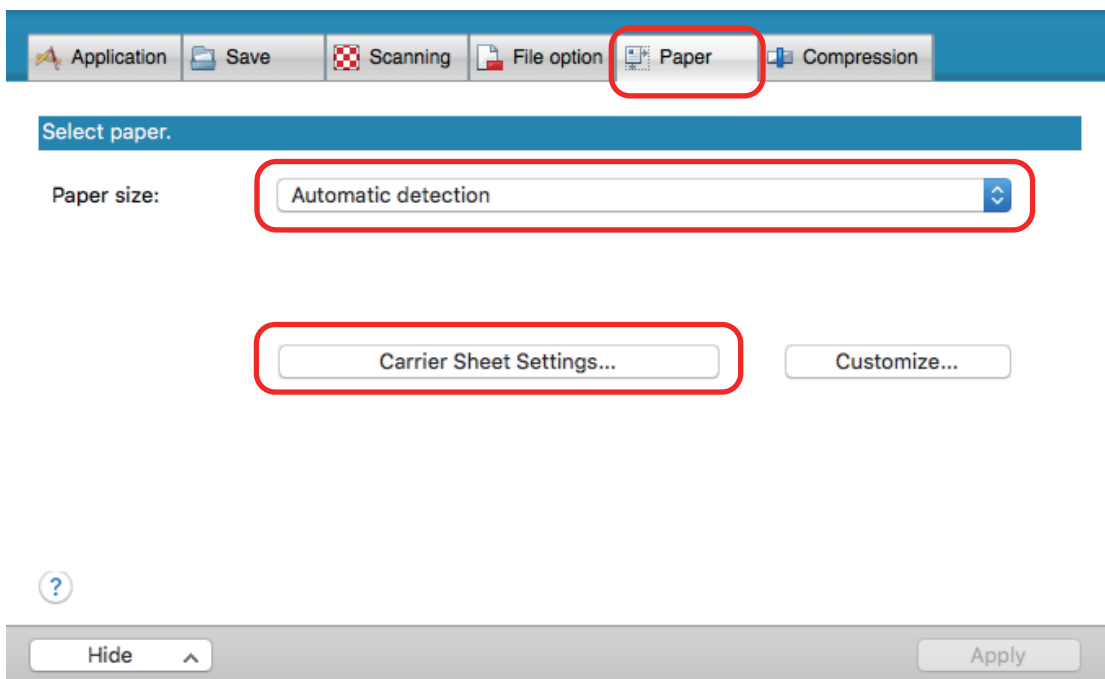 Application Save Scanning File option Paper Compression
Select paper.
Paper size: Automatic detection
Carrier Sheet Settings... Customize...
?
Hide Apply